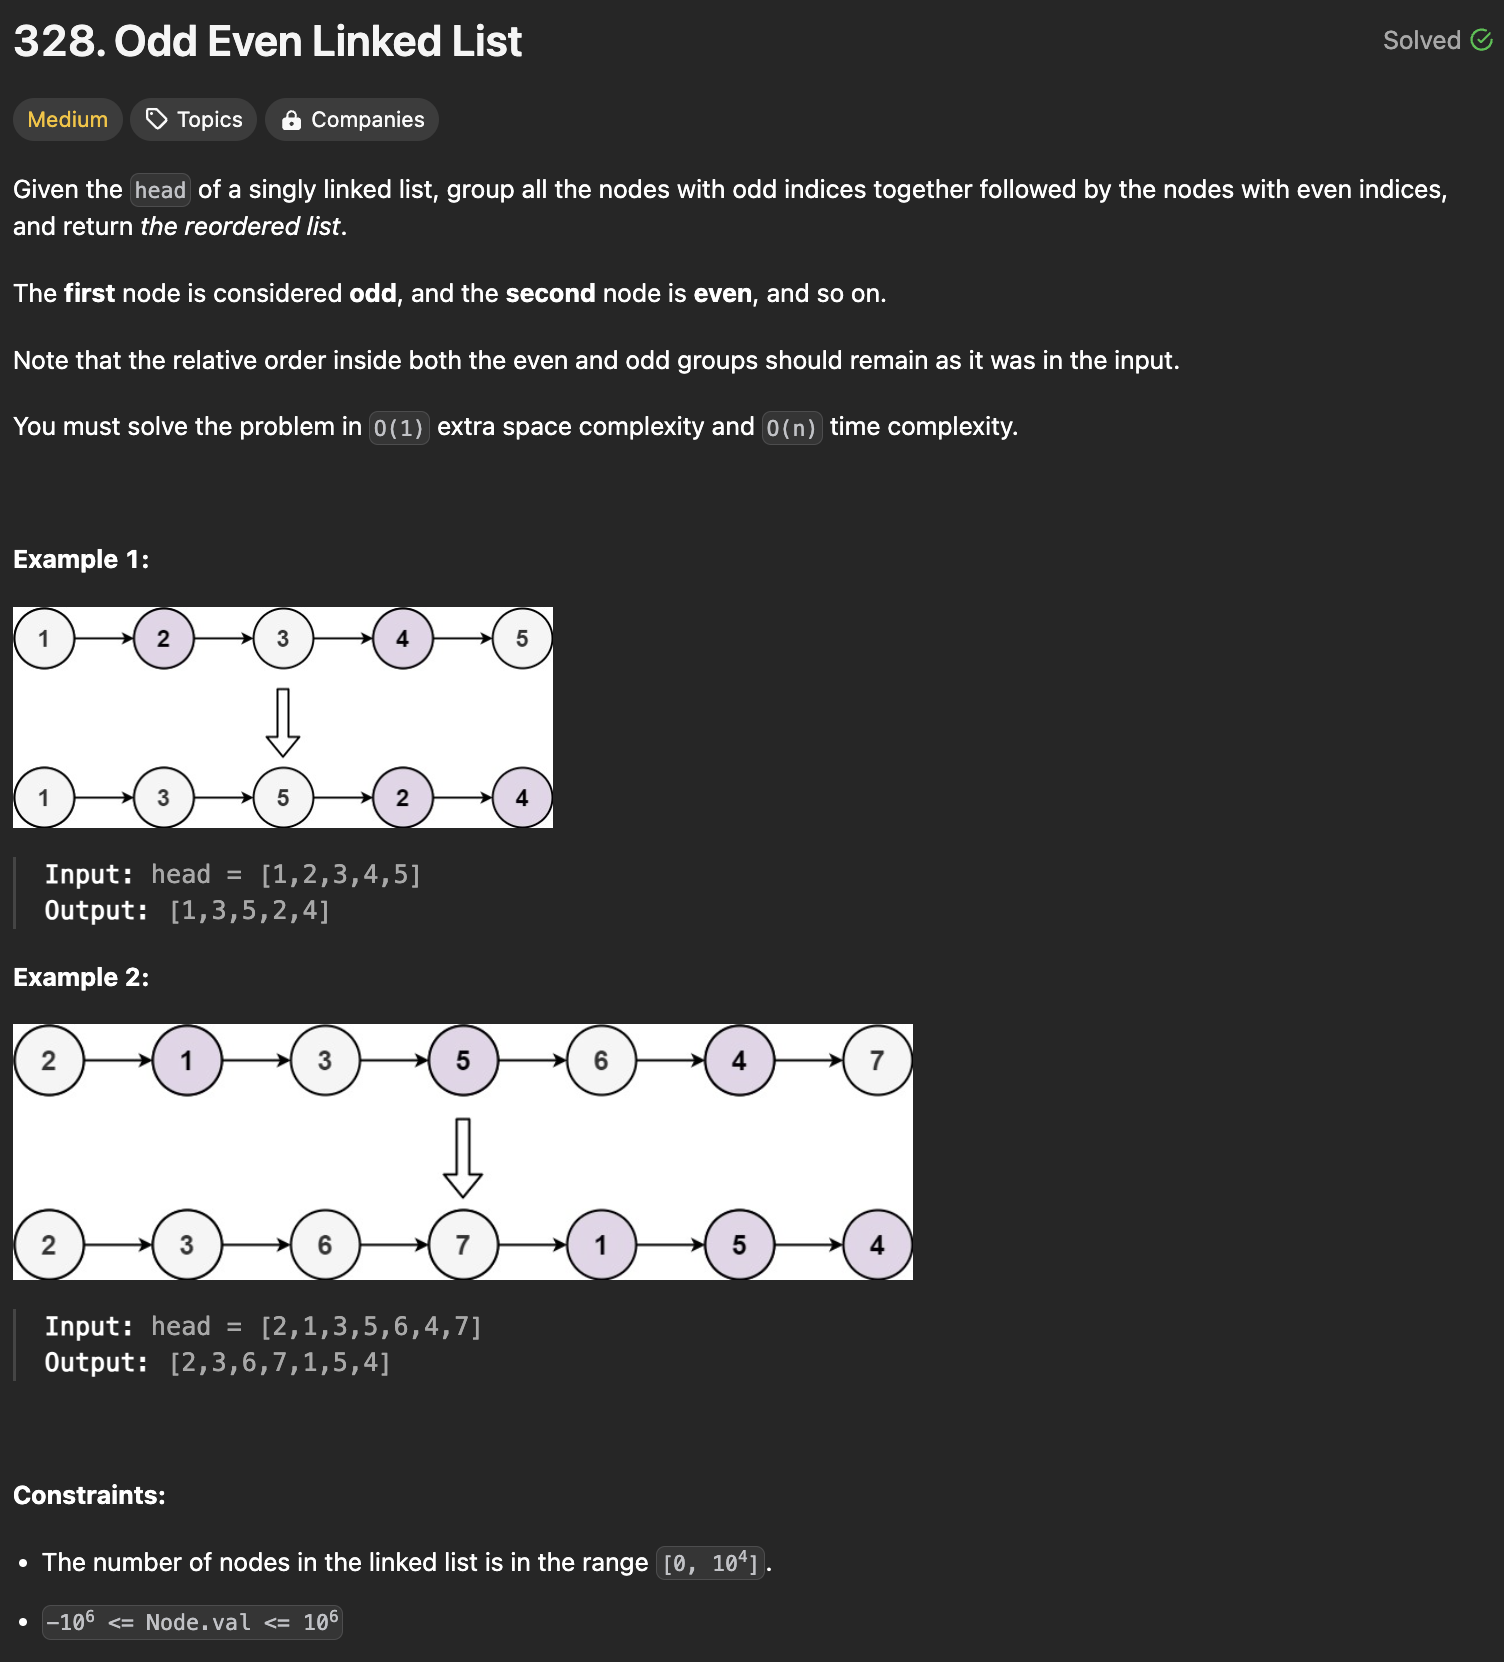 328. Odd Even Linked List
Solved
Medium
Topics
Companies
Given the head of a singly linked list, group all the nodes with odd indices together followed by the nodes with even indices,
and return the reordered list.
The first node is considered odd, and the second node is even, and so on.
Note that the relative order inside both the even and odd groups should remain as it was in the input.
You must solve the problem in O(1) extra space complexity and O(n) time complexity.
Example 1:
1 2 3 4 5
1 3 5 2 4
Input: head = [1,2,3,4,5]
Output: [1,3,5,2,4]
Example 2:
2 1 3 5 6 4 7
2 3 6 7 1 5 4
Input: head = [2,1,3,5,6,4,7]
Output: [2,3,6,7,1,5,4]
Constraints:
• The number of nodes in the linked list is in the range [0, 10⁴].
• -10⁶ <= Node.val <= 10⁶